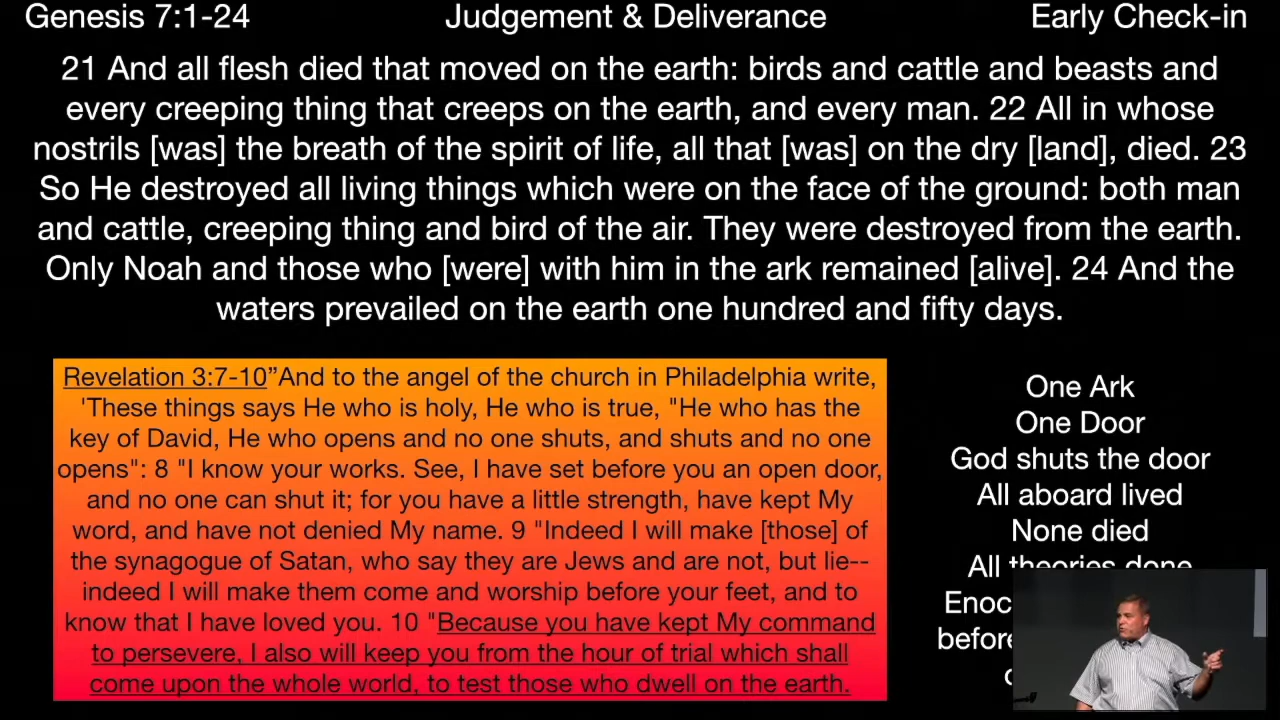 Genesis 7:1-24 Judgement & Deliverance Early Check-in
21 And all flesh died that moved on the earth: birds and cattle and beasts and
every creeping thing that creeps on the earth, and every man. 22 All in whose
nostrils [was] the breath of the spirit of life, all that [was] on the dry [land], died. 23
So He destroyed all living things which were on the face of the ground: both man
and cattle, creeping thing and bird of the air. They were destroyed from the earth.
Only Noah and those who [were] with him in the ark remained [alive]. 24 And the
waters prevailed on the earth one hundred and fifty days.
Revelation 3:7-10”And to the angel of the church in Philadelphia write,
'These things says He who is holy, He who is true, "He who has the
key of David, He who opens and no one shuts, and shuts and no one
opens": 8 "I know your works. See, I have set before you an open door,
and no one can shut it; for you have a little strength, have kept My
word, and have not denied My name. 9 "Indeed I will make [those] of
the synagogue of Satan, who say they are Jews and are not, but lie--
indeed I will make them come and worship before your feet, and to
know that I have loved you. 10 "Because you have kept My command
to persevere, I also will keep you from the hour of trial which shall
come upon the whole world, to test those who dwell on the earth.
One Ark
One Door
God shuts the door
All aboard lived
None died
All theories done
before